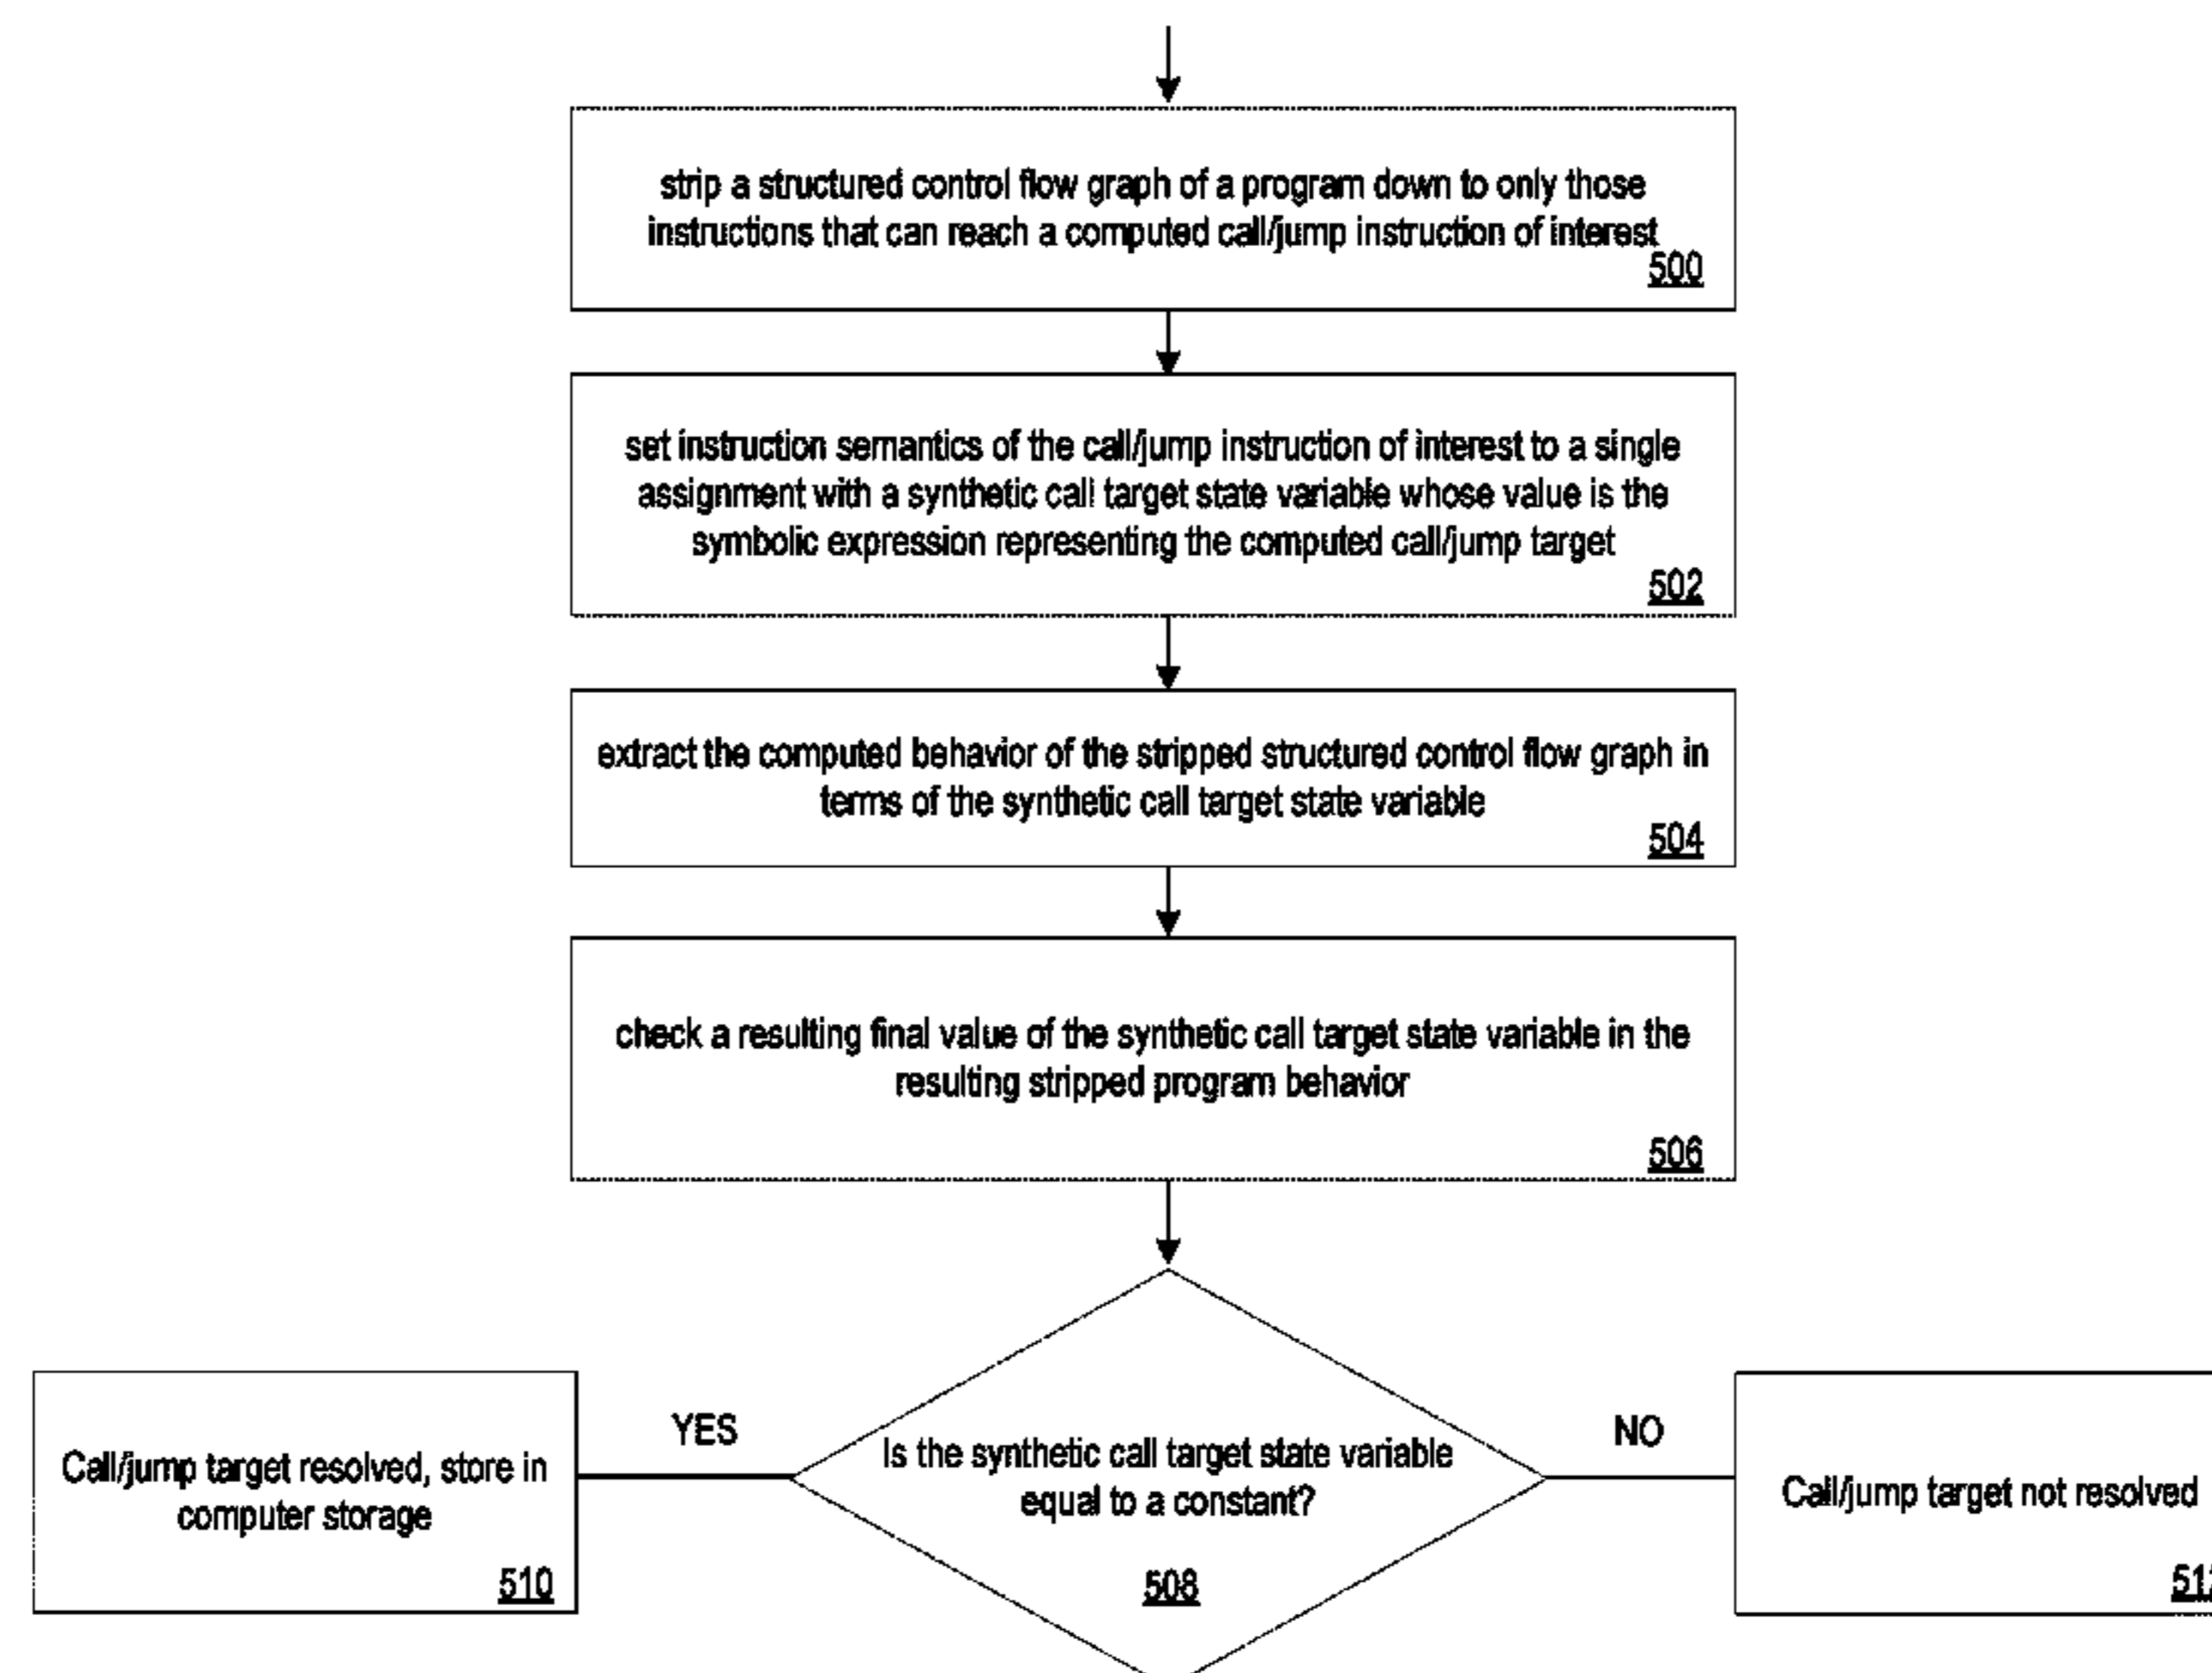 strip a structured control flow graph of a program down to only those
instructions that can reach a computed call/jump instruction of interest
500
set instruction semantics of the call/jump instruction of interest to a single
assignment with a synthetic call target state variable whose value is the
symbolic expression representing the computed call/jump target
502
extract the computed behavior of the stripped structured control flow graph in
terms of the synthetic call target state variable
504
check a resulting final value of the synthetic call target state variable in the
resulting stripped program behavior
506
YES
NO
Is the synthetic call target state variable
equal to a constant?
508
Call/jump target resolved, store in
computer storage
510
Call/jump target not resolved